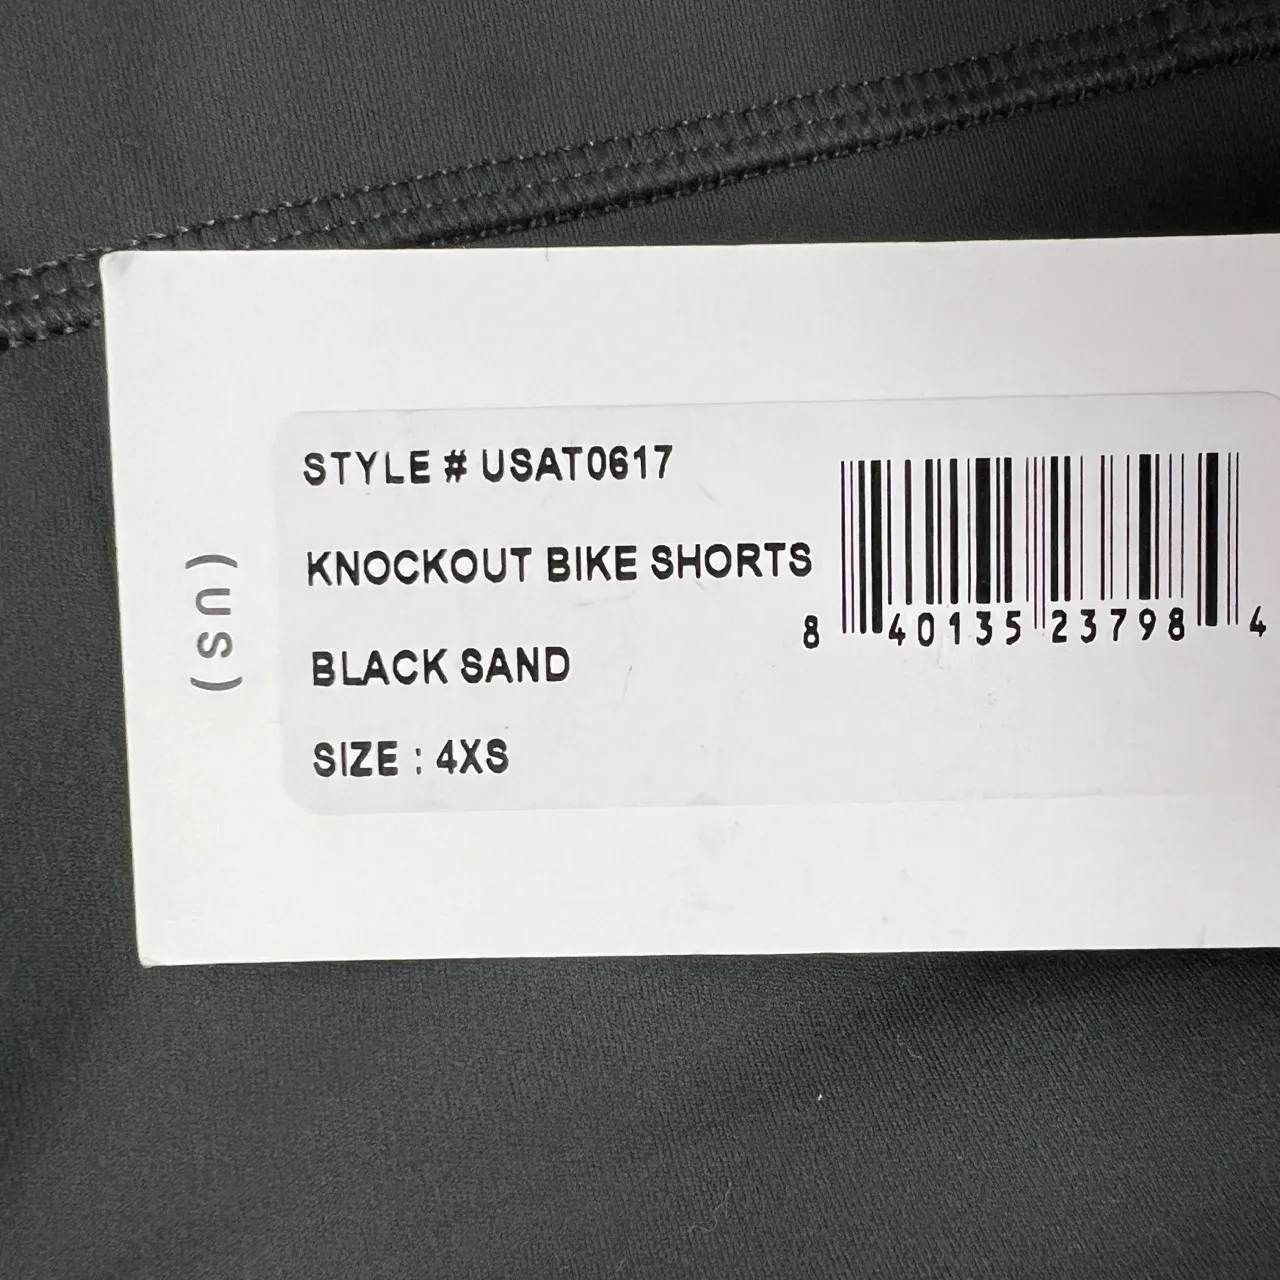 STYLE # USAT0617
KNOCKOUT BIKE SHORTS
BLACK SAND
SIZE : 4XS
8 40135 23798 4
(us)